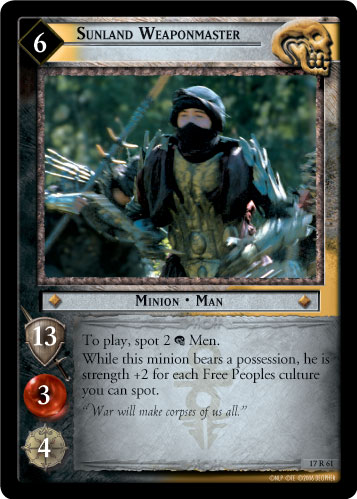 6
Sunland Weaponmaster
Minion • Man
13
3
4
To play, spot 2 Men.
While this minion bears a possession, he is
strength +2 for each Free Peoples culture
you can spot.
"War will make corpses of us all."
17 R 61